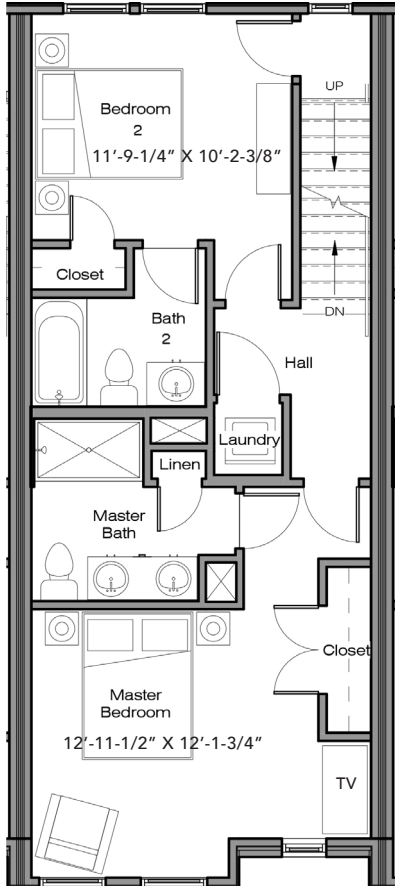 UP
Bedroom
2
11'-9-1/4" X 10'-2-3/8"
Closet
DN
Bath
2
Hall
Laundry
Linen
Master
Bath
Closet
Master
Bedroom
12'-11-1/2" X 12'-1-3/4"
TV